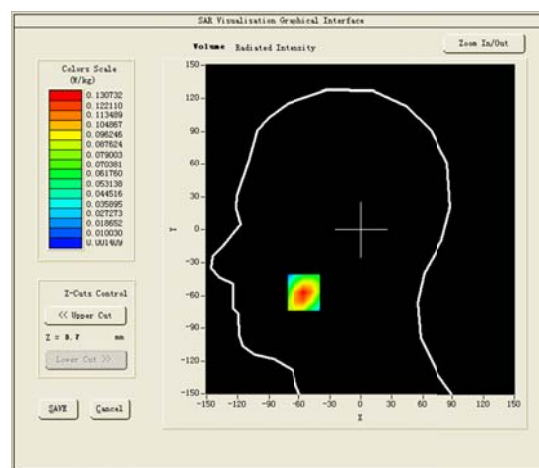 SAR Visualisation Graphical Interface
Volume Radiated Intensity
Zoom In/Out
Colors Scale
(W/kg)
0.130732
0.122110
0.113489
0.104867
0.096246
0.087624
0.079003
0.070381
0.061760
0.053138
0.044516
0.035895
0.027273
0.018652
0.010030
0.001409
150
120
90
60
30
0
-30
-60
-90
-120
-150
Y
-150 -120 -90 -60 -30 0 30 60 90 120 150
X
Z-Cuts Control
<< Upper Cut
Z = mm
Lower Cut >>
SAVE Cancel